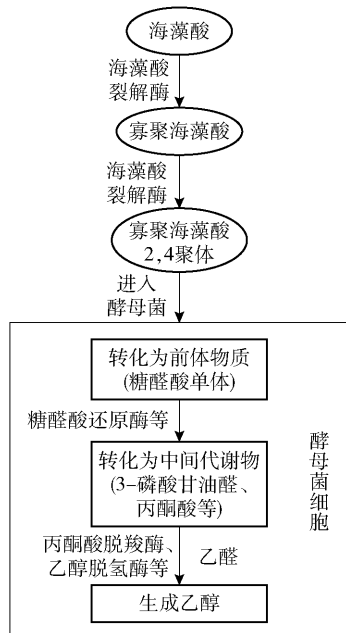 海藻酸
海藻酸
裂解酶
寡聚海藻酸
海藻酸
裂解酶
寡聚海藻酸
2,4聚体
进入
酵母菌
转化为前体物质
(糖醛酸单体)
糖醛酸还原酶等
转化为中间代谢物
(3-磷酸甘油醛、
丙酮酸等)
丙酮酸脱羧酶、
乙醇脱氢酶等
乙醛
生成乙醇
酵母菌细胞